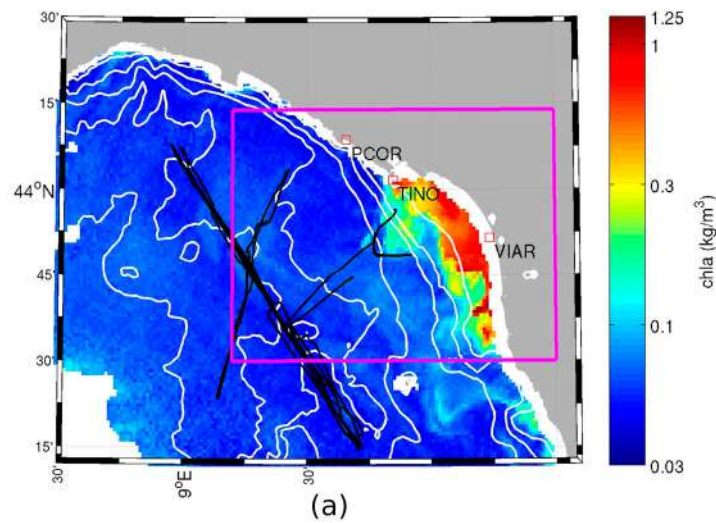 30'
15'
44°N
45'
30'
15'
30'
9°E
30'
PCOR
TINO
VIAR
1.25
1
0.3
0.1
0.03
chla (kg/m³)
(a)